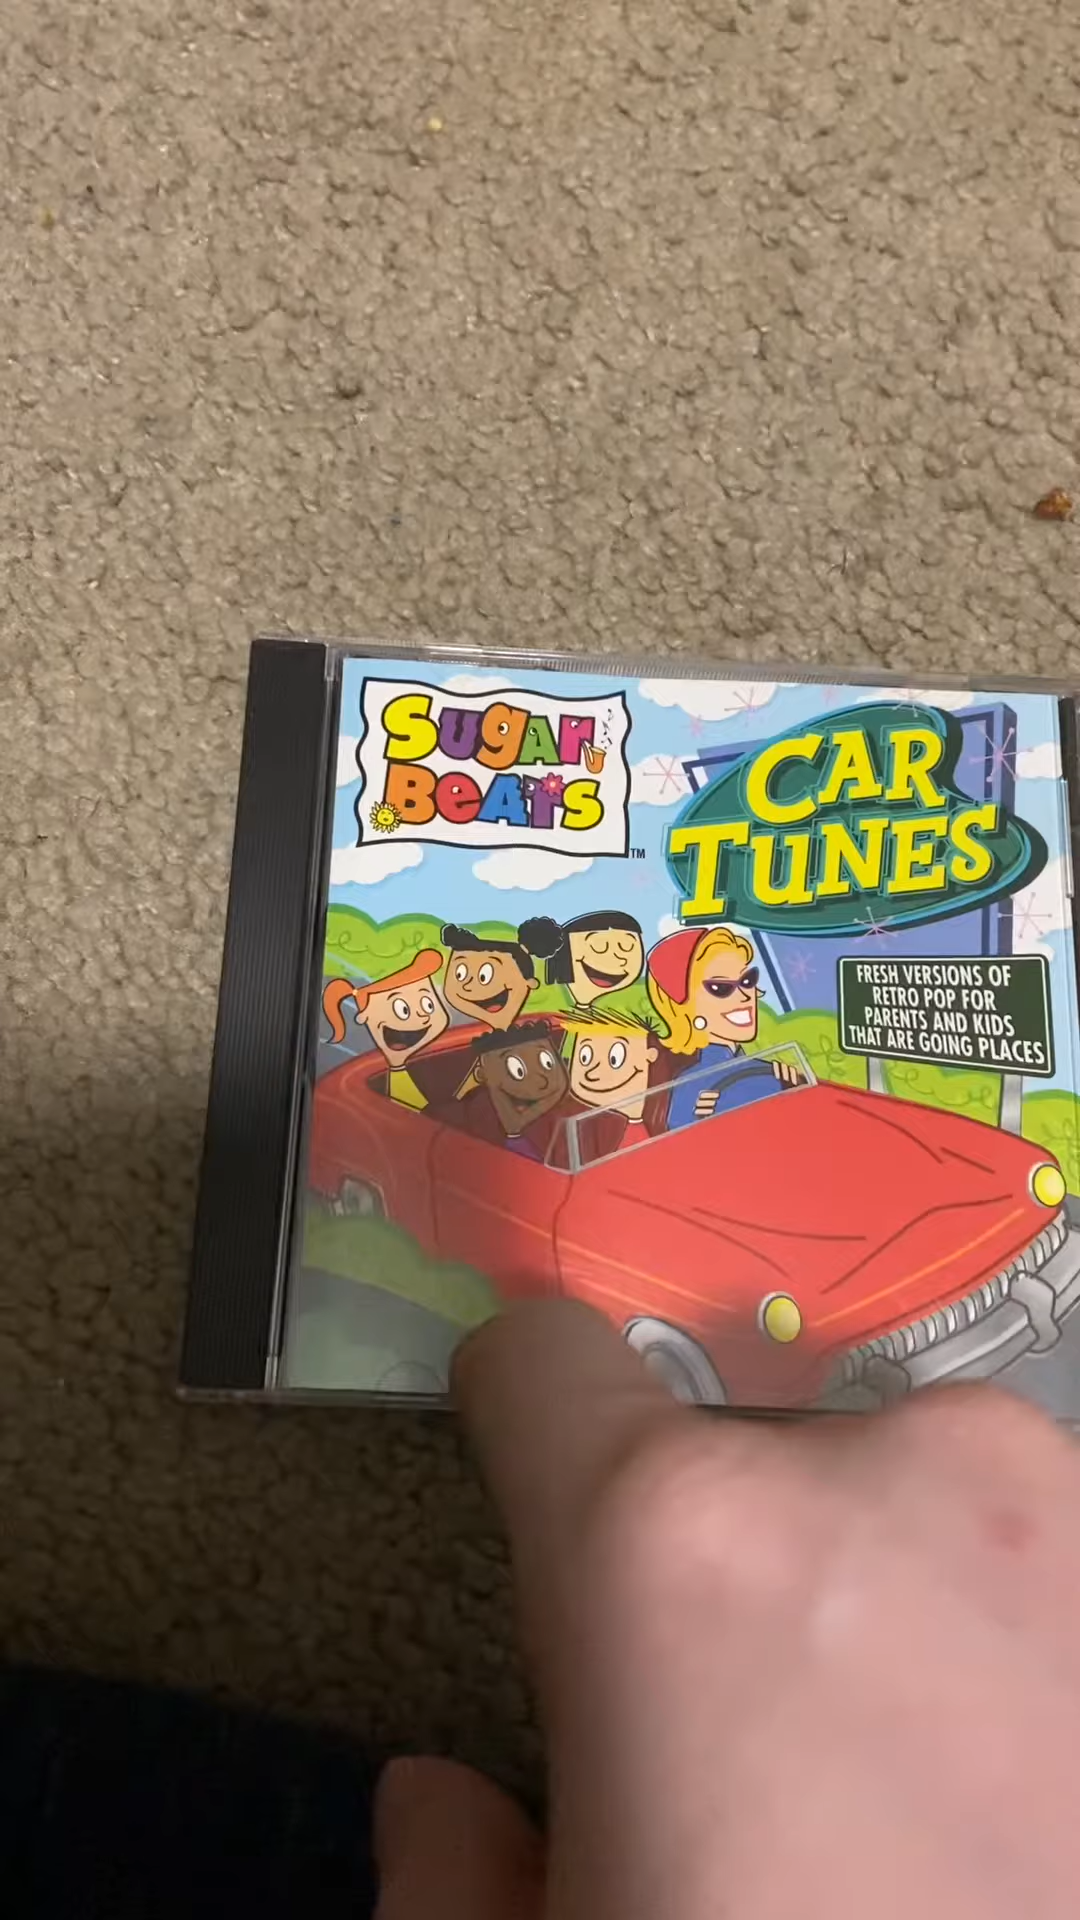 Sugar
Beats
TM
CAR
TUNES
FRESH VERSIONS OF
RETRO POP FOR
PARENTS AND KIDS
THAT ARE GOING PLACES